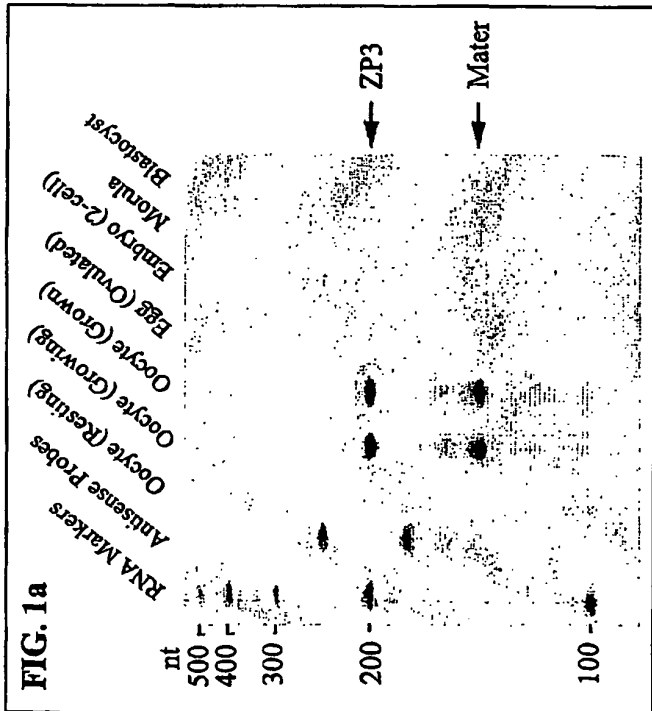 FIG. 1a
RNA Markers
Antisense Probes
Oocyte (Resting)
Oocyte (Growing)
Oocyte (Grown)
Egg (Ovulated)
Embryo (2-cell)
Morula
Blastocyst
nt
500
400
300
200
100
ZP3
Mater